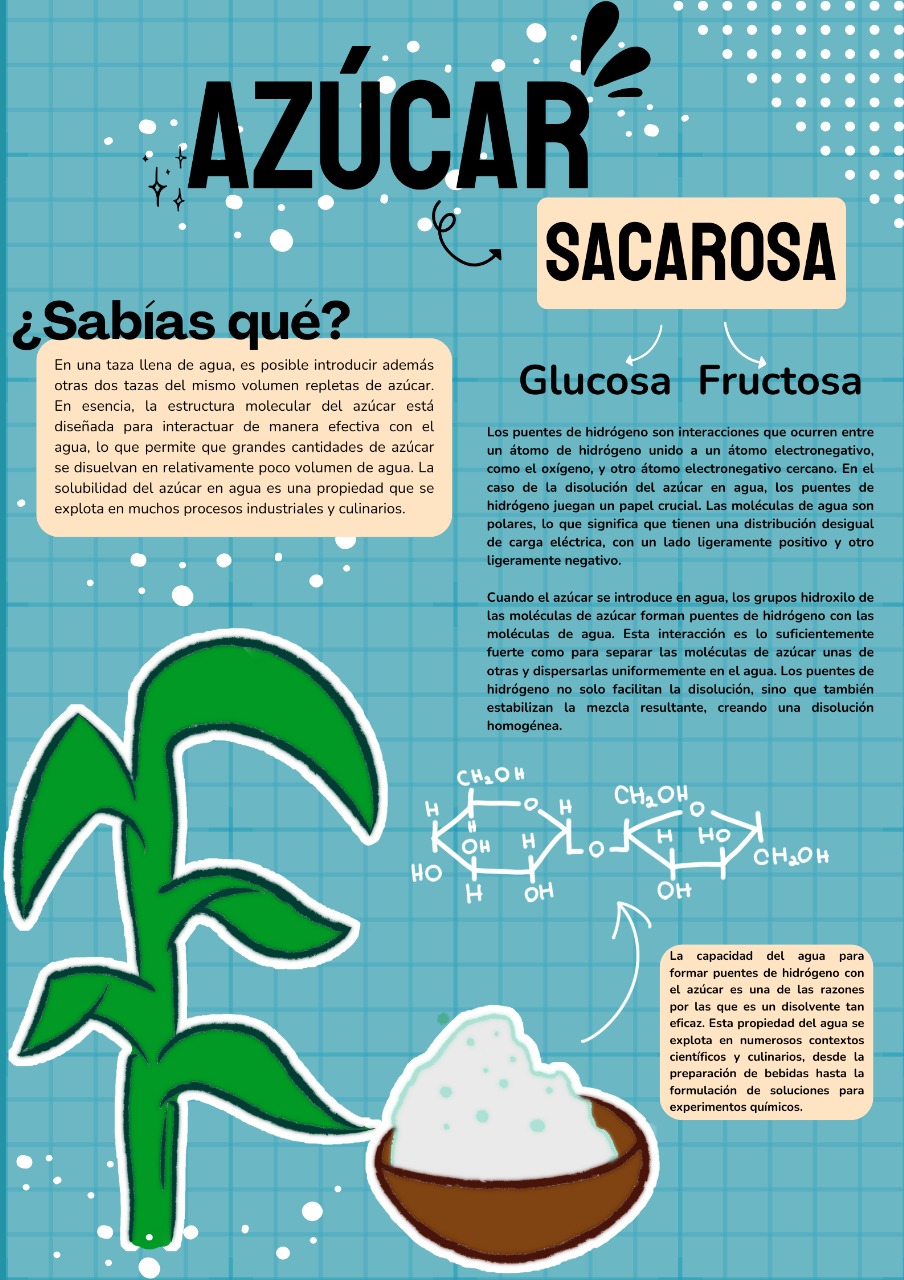 AZÚCAR
SACAROSA
¿Sabías qué?
En una taza llena de agua, es posible introducir además
otras dos tazas del mismo volumen repletas de azúcar.
En esencia, la estructura molecular del azúcar está
diseñada para interactuar de manera efectiva con el
agua, lo que permite que grandes cantidades de azúcar
se disuelvan en relativamente poco volumen de agua. La
solubilidad del azúcar en agua es una propiedad que se
explota en muchos procesos industriales y culinarios.
Glucosa Fructosa
Los puentes de hidrógeno son interacciones que ocurren entre
un átomo de hidrógeno unido a un átomo electronegativo,
como el oxígeno, y otro átomo electronegativo cercano. En el
caso de la disolución del azúcar en agua, los puentes de
hidrógeno juegan un papel crucial. Las moléculas de agua son
polares, lo que significa que tienen una distribución desigual
de carga eléctrica, con un lado ligeramente positivo y otro
ligeramente negativo.
Cuando el azúcar se introduce en agua, los grupos hidroxilo de
las moléculas de azúcar forman puentes de hidrógeno con las
moléculas de agua. Esta interacción es lo suficientemente
fuerte como para separar las moléculas de azúcar unas de
otras y dispersarlas uniformemente en el agua. Los puentes de
hidrógeno no solo facilitan la disolución, sino que también
estabilizan la mezcla resultante, creando una disolución
homogénea.
CH₂OH
H O H CH₂OH O
H
OH H H HO
HO O CH₂OH
H OH OH
La capacidad del agua para
formar puentes de hidrógeno con
el azúcar es una de las razones
por las que es un disolvente tan
eficaz. Esta propiedad del agua se
explota en numerosos contextos
científicos y culinarios, desde la
preparación de bebidas hasta la
formulación de soluciones para
experimentos químicos.